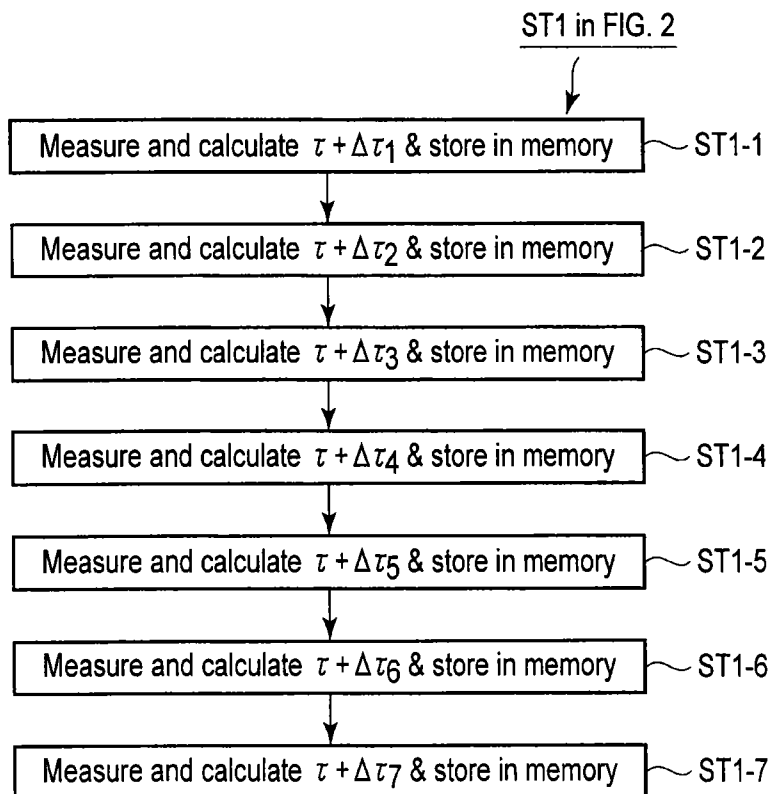 ST1 in FIG. 2
Measure and calculate τ + Δτ1 & store in memory ST1-1
Measure and calculate τ + Δτ2 & store in memory ST1-2
Measure and calculate τ + Δτ3 & store in memory ST1-3
Measure and calculate τ + Δτ4 & store in memory ST1-4
Measure and calculate τ + Δτ5 & store in memory ST1-5
Measure and calculate τ + Δτ6 & store in memory ST1-6
Measure and calculate τ + Δτ7 & store in memory ST1-7